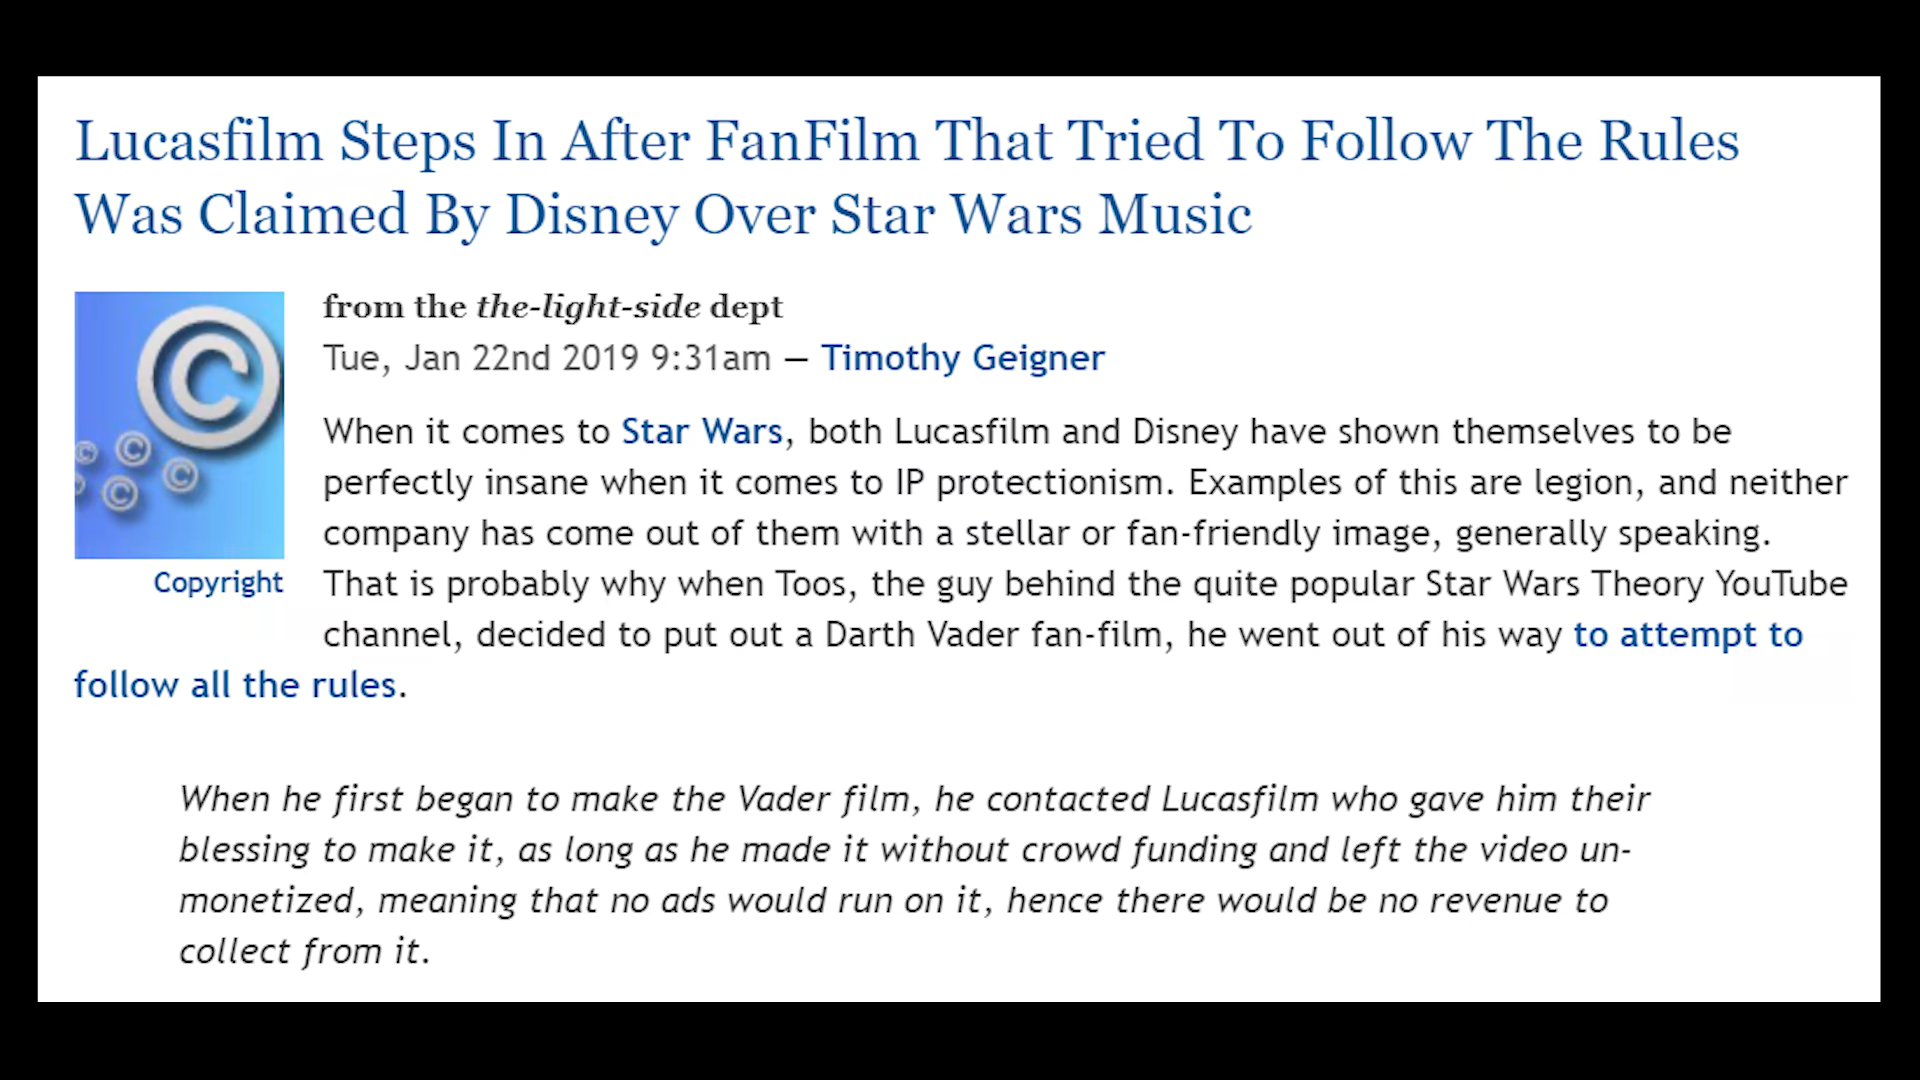 Lucasfilm Steps In After FanFilm That Tried To Follow The Rules
Was Claimed By Disney Over Star Wars Music
from the the-light-side dept
Tue, Jan 22nd 2019 9:31am — Timothy Geigner
When it comes to Star Wars, both Lucasfilm and Disney have shown themselves to be
perfectly insane when it comes to IP protectionism. Examples of this are legion, and neither
company has come out of them with a stellar or fan-friendly image, generally speaking.
That is probably why when Toos, the guy behind the quite popular Star Wars Theory YouTube
channel, decided to put out a Darth Vader fan-film, he went out of his way to attempt to
follow all the rules.
©
© © © © ©
Copyright
When he first began to make the Vader film, he contacted Lucasfilm who gave him their
blessing to make it, as long as he made it without crowd funding and left the video un-
monetized, meaning that no ads would run on it, hence there would be no revenue to
collect from it.